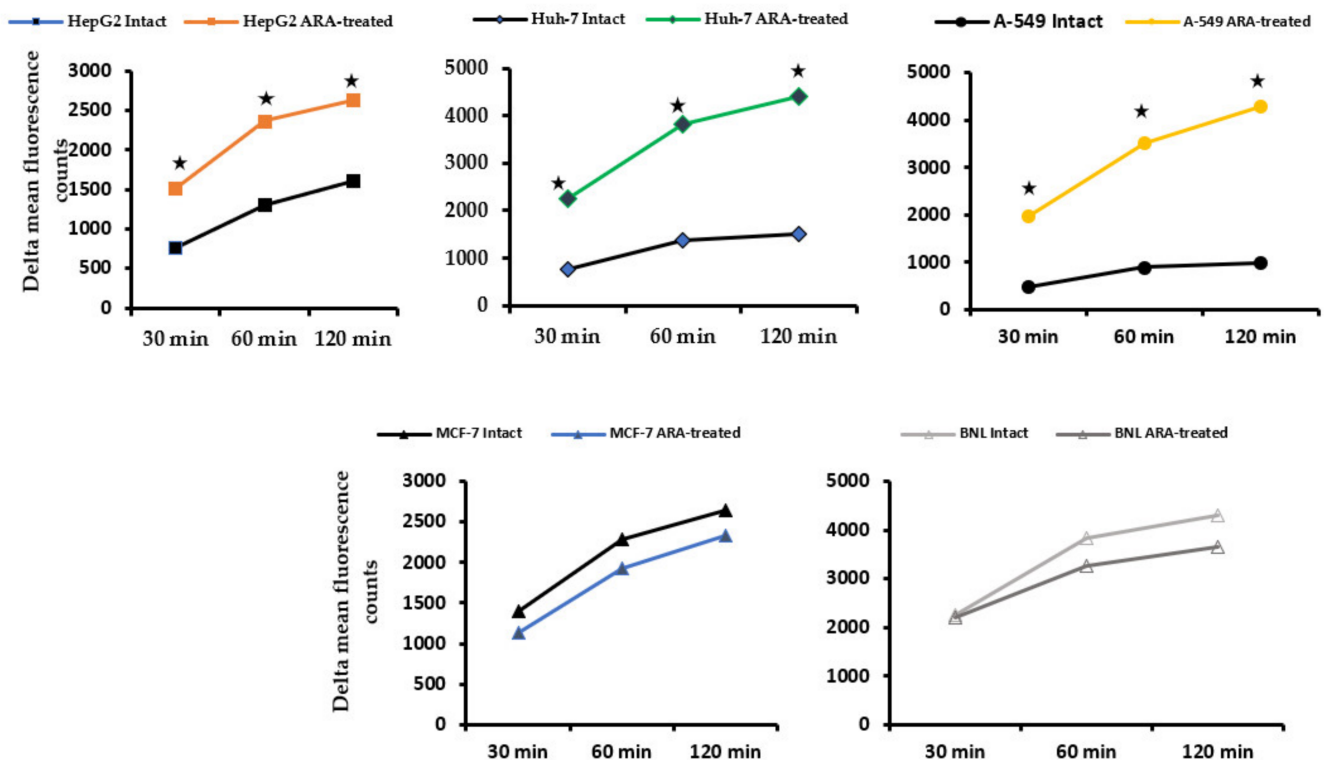 HepG2 Intact HepG2 ARA-treated
Huh-7 Intact Huh-7 ARA-treated
A-549 Intact A-549 ARA-treated
Delta mean fluorescence
counts
3000
2500
2000
1500
1000
500
0
30 min 60 min 120 min
5000
4000
3000
2000
1000
0
30 min 60 min 120 min
5000
4000
3000
2000
1000
0
30 min 60 min 120 min
MCF-7 Intact MCF-7 ARA-treated
BNL Intact BNL ARA-treated
Delta mean fluorescence
counts
3000
2500
2000
1500
1000
500
0
30 min 60 min 120 min
5000
4000
3000
2000
1000
0
30 min 60 min 120 min